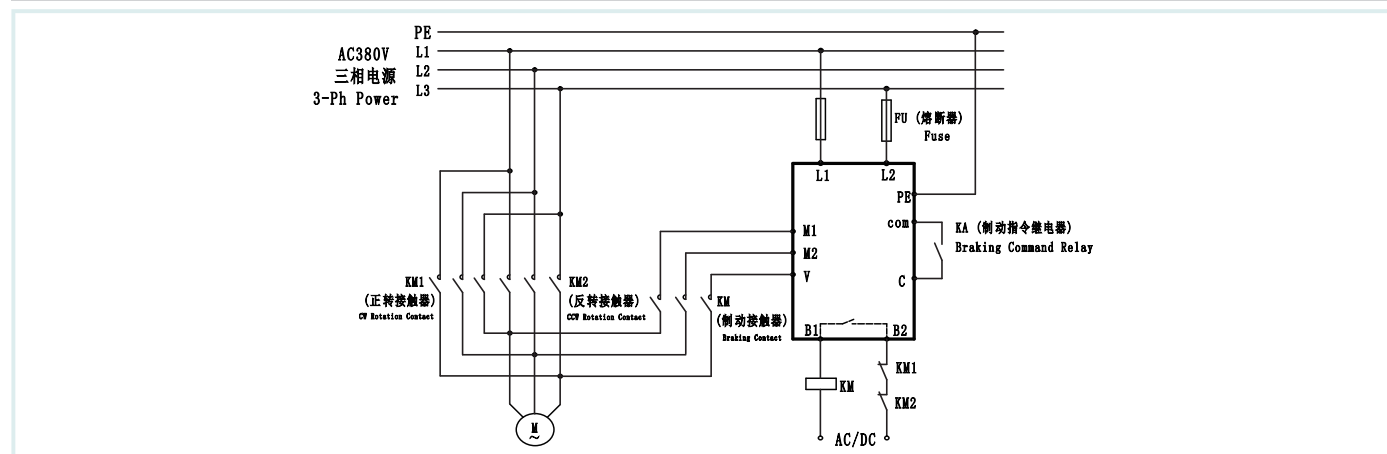 PE
AC380V
三相电源
3-Ph Power
L1
L2
L3
FU (熔断器)
Fuse
L1
L2
PE
com
KA (制动指令继电器)
Braking Command Relay
M1
M2
V
C
KM1
(正转接触器)
CW Rotation Contact
KM2
(反转接触器)
CCW Rotation Contact
KM
(制动接触器)
Braking Contact
B1
B2
KM1
KM
KM2
M
~
AC/DC